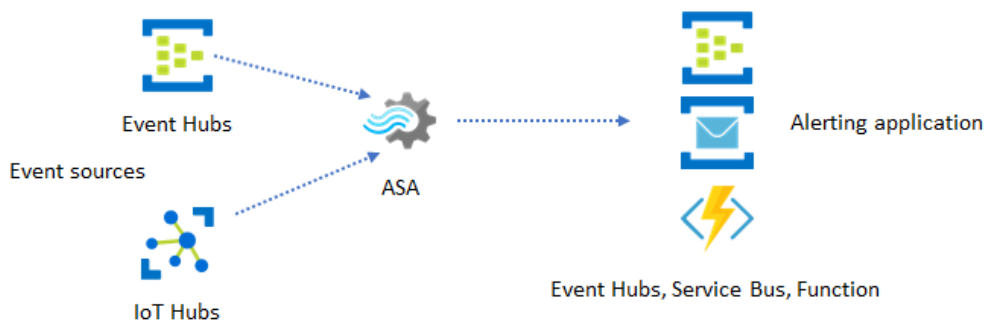 Event Hubs
Event sources
IoT Hubs
ASA
Alerting application
Event Hubs, Service Bus, Function